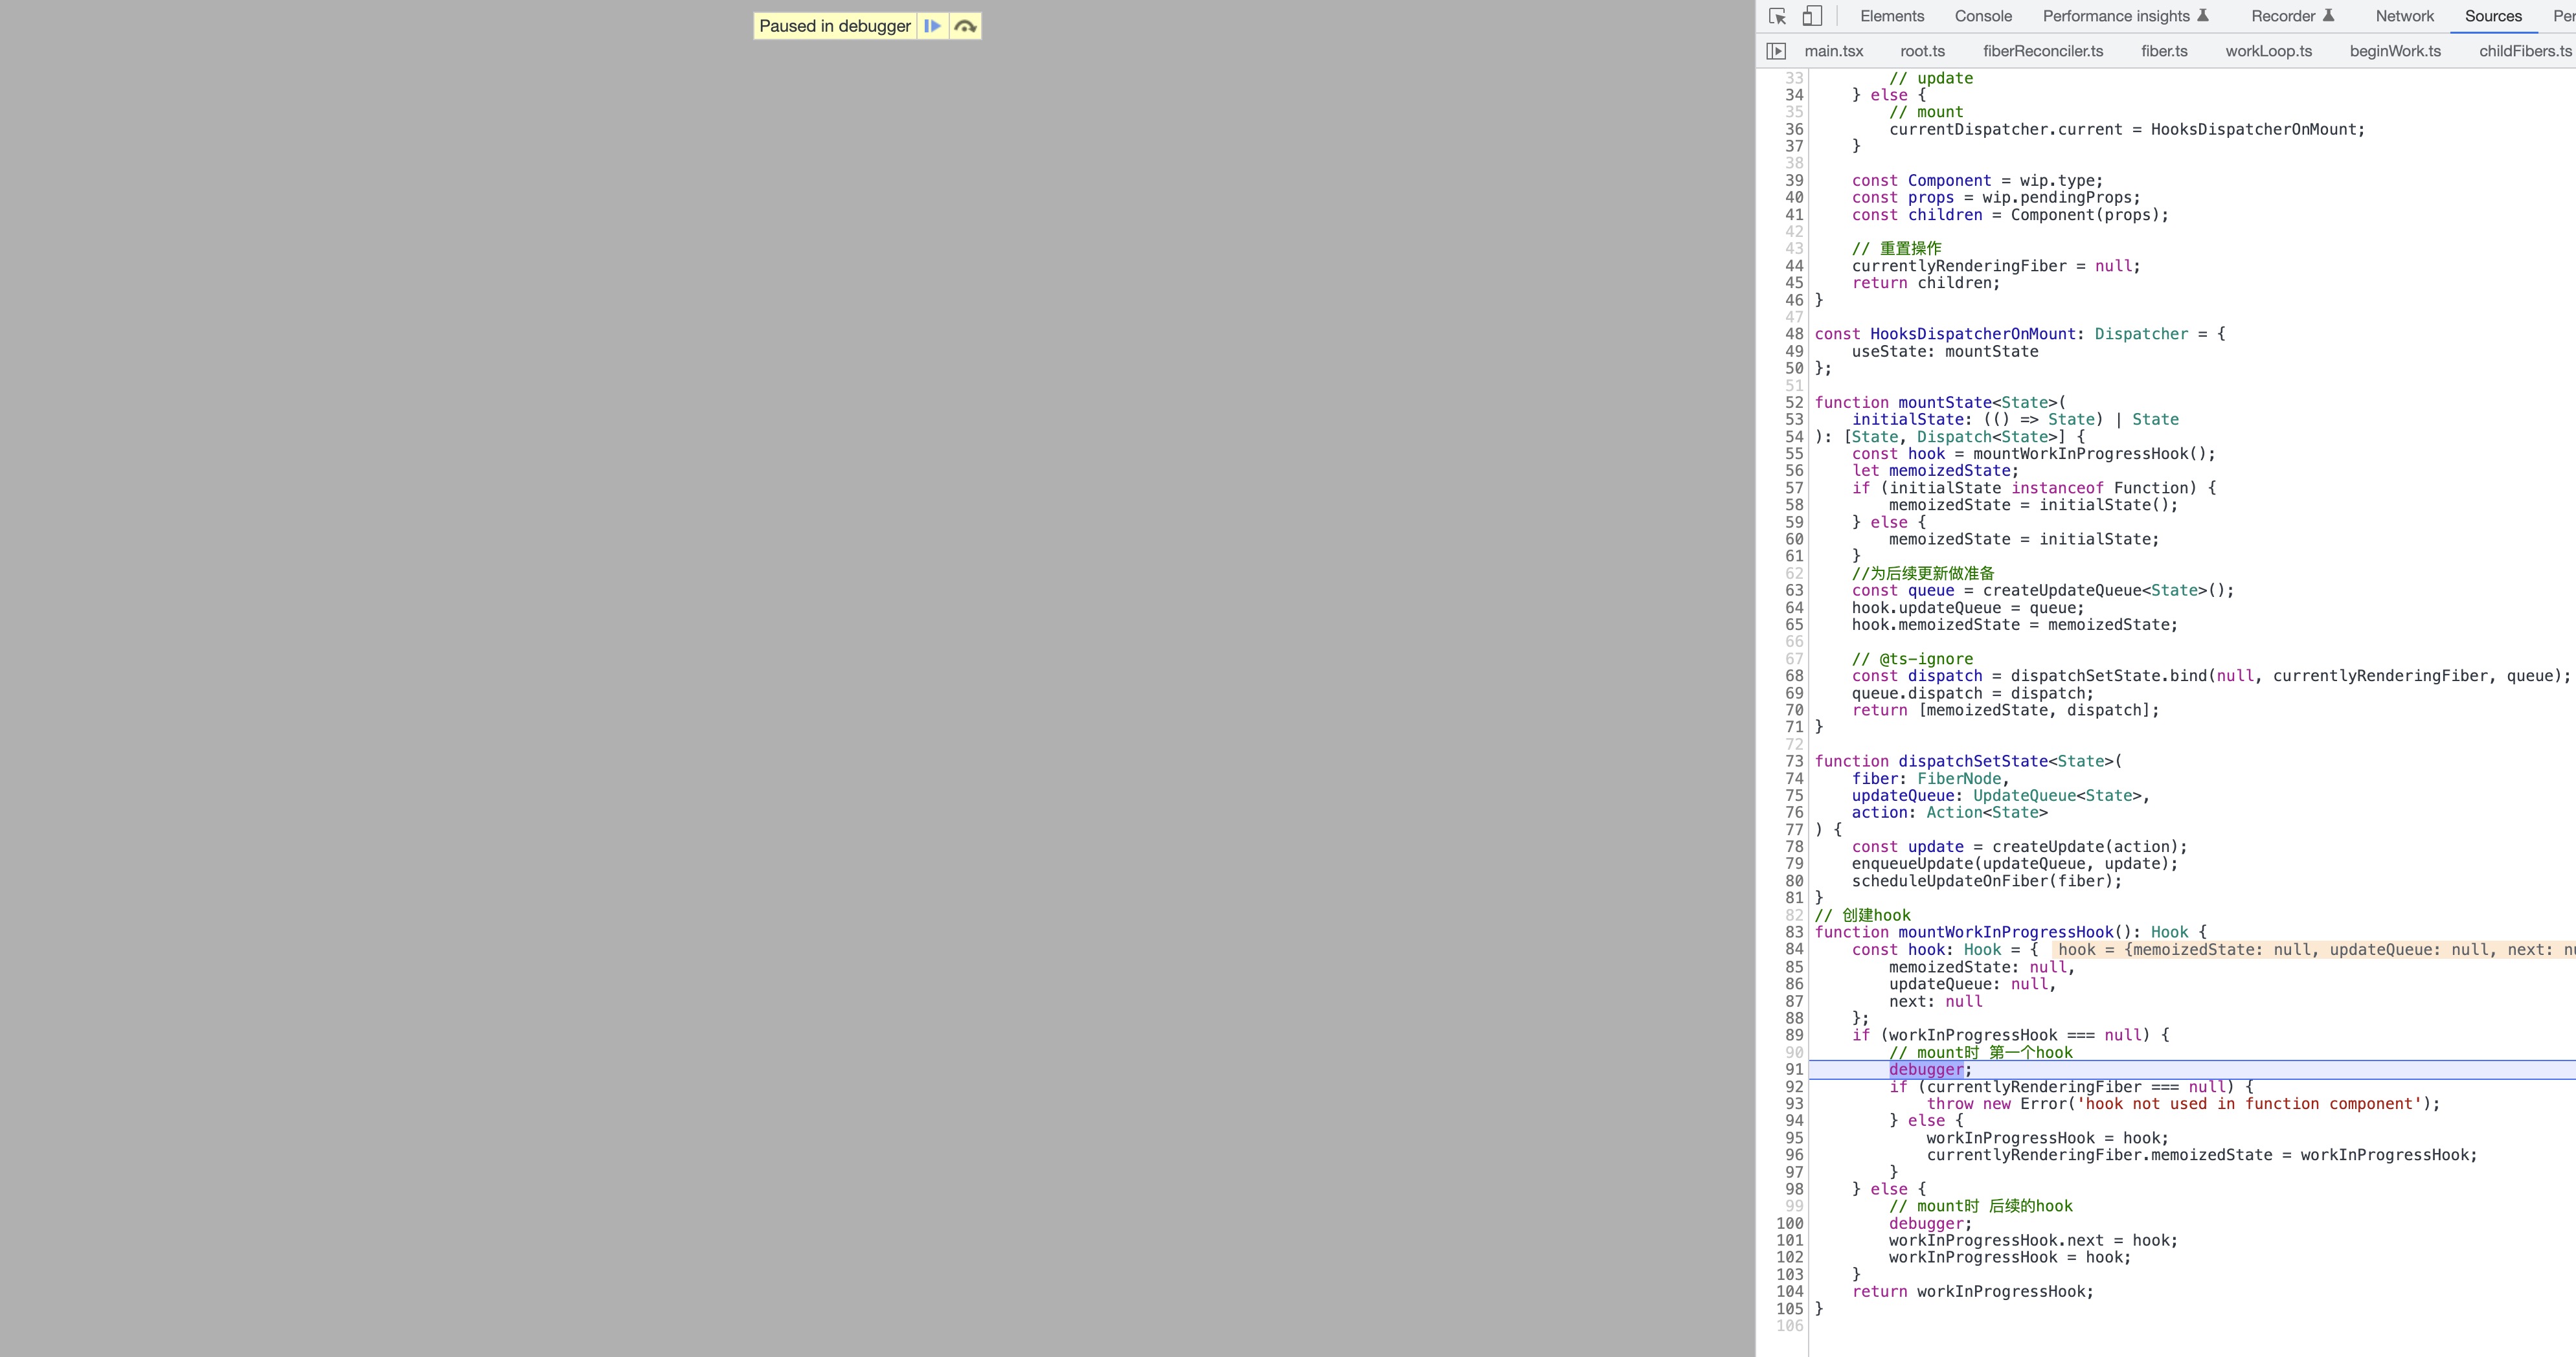 Paused in debugger
Elements Console Performance insights Recorder Network Sources Per
main.tsx root.ts fiberReconciler.ts fiber.ts workLoop.ts beginWork.ts childFibers.ts
33 // update
34 } else {
35 // mount
36 currentDispatcher.current = HooksDispatcherOnMount;
37 }
38
39 const Component = wip.type;
40 const props = wip.pendingProps;
41 const children = Component(props);
42
43 // 重置操作
44 currentlyRenderingFiber = null;
45 return children;
46 }
47
48 const HooksDispatcherOnMount: Dispatcher = {
49 useState: mountState
50 };
51
52 function mountState<State>(
53 initialState: (() => State) | State
54 ): [State, Dispatch<State>] {
55 const hook = mountWorkInProgressHook();
56 let memoizedState;
57 if (initialState instanceof Function) {
58 memoizedState = initialState();
59 } else {
60 memoizedState = initialState;
61 }
62 //为后续更新做准备
63 const queue = createUpdateQueue<State>();
64 hook.updateQueue = queue;
65 hook.memoizedState = memoizedState;
66
67 // @ts-ignore
68 const dispatch = dispatchSetState.bind(null, currentlyRenderingFiber, queue);
69 queue.dispatch = dispatch;
70 return [memoizedState, dispatch];
71 }
72
73 function dispatchSetState<State>(
74 fiber: FiberNode,
75 updateQueue: UpdateQueue<State>,
76 action: Action<State>
77 ) {
78 const update = createUpdate(action);
79 enqueueUpdate(updateQueue, update);
80 scheduleUpdateOnFiber(fiber);
81 }
82 // 创建hook
83 function mountWorkInProgressHook(): Hook {
84 const hook: Hook = { hook = {memoizedState: null, updateQueue: null, next: nu
85 memoizedState: null,
86 updateQueue: null,
87 next: null
88 };
89 if (workInProgressHook === null) {
90 // mount时 第一个hook
91 debugger;
92 if (currentlyRenderingFiber === null) {
93 throw new Error('hook not used in function component');
94 } else {
95 workInProgressHook = hook;
96 currentlyRenderingFiber.memoizedState = workInProgressHook;
97 }
98 } else {
99 // mount时 后续的hook
100 debugger;
101 workInProgressHook.next = hook;
102 workInProgressHook = hook;
103 }
104 return workInProgressHook;
105 }
106